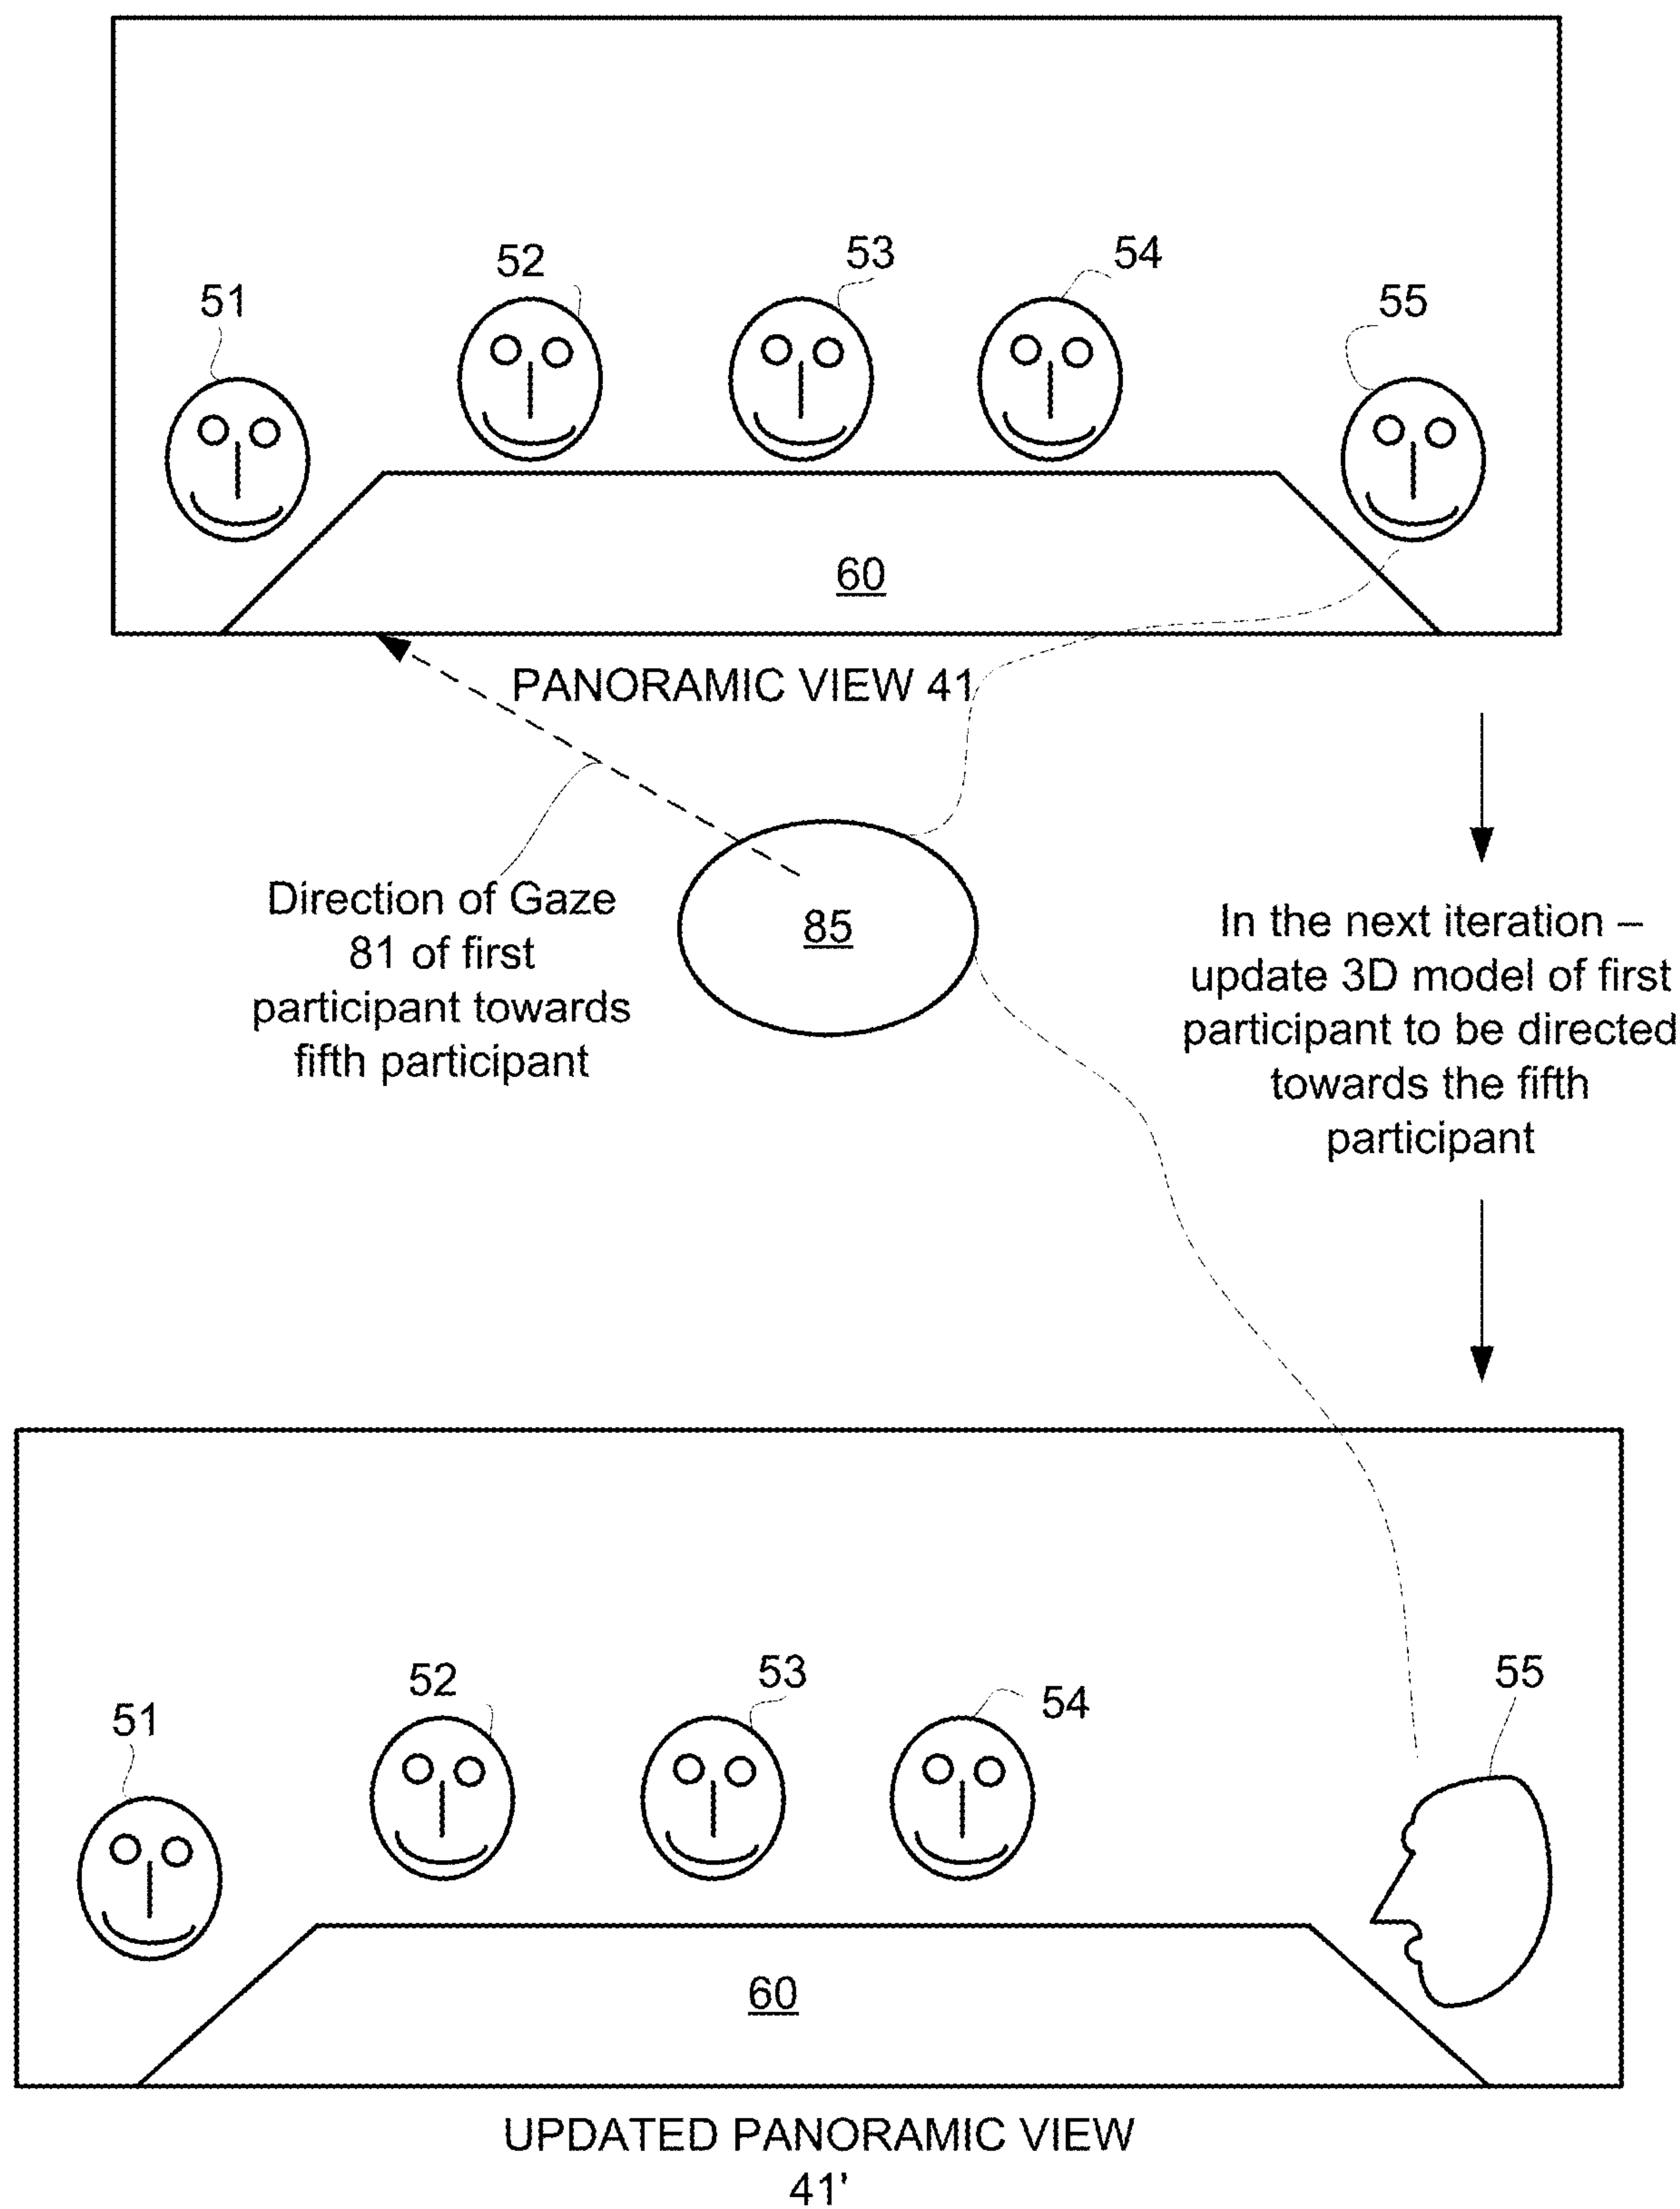 51
52
53
54
55
60
PANORAMIC VIEW 41
Direction of Gaze
81 of first
participant towards
fifth participant
85
In the next iteration –
update 3D model of first
participant to be directed
towards the fifth
participant
51
52
53
54
55
60
UPDATED PANORAMIC VIEW
41'